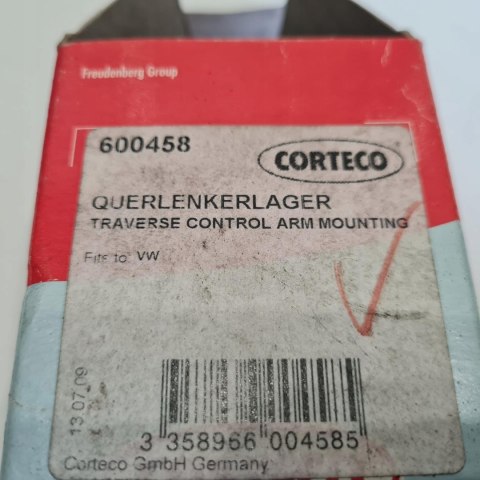 Freudenberg Group
600458
CORTECO
QUERLENKERLAGER
TRAVERSE CONTROL ARM MOUNTING
Fits to VW
13.07.09
3 358966 004585
Corteco GmbH Germany